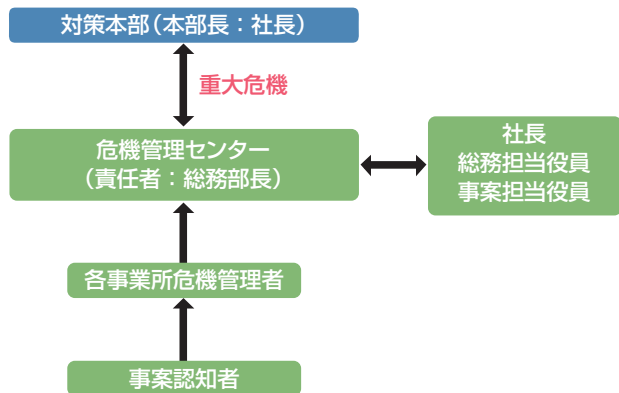 対策本部（本部長：社長）
重大危機
危機管理センター
（責任者：総務部長）
社長
総務担当役員
事案担当役員
各事業所危機管理者
事案認知者